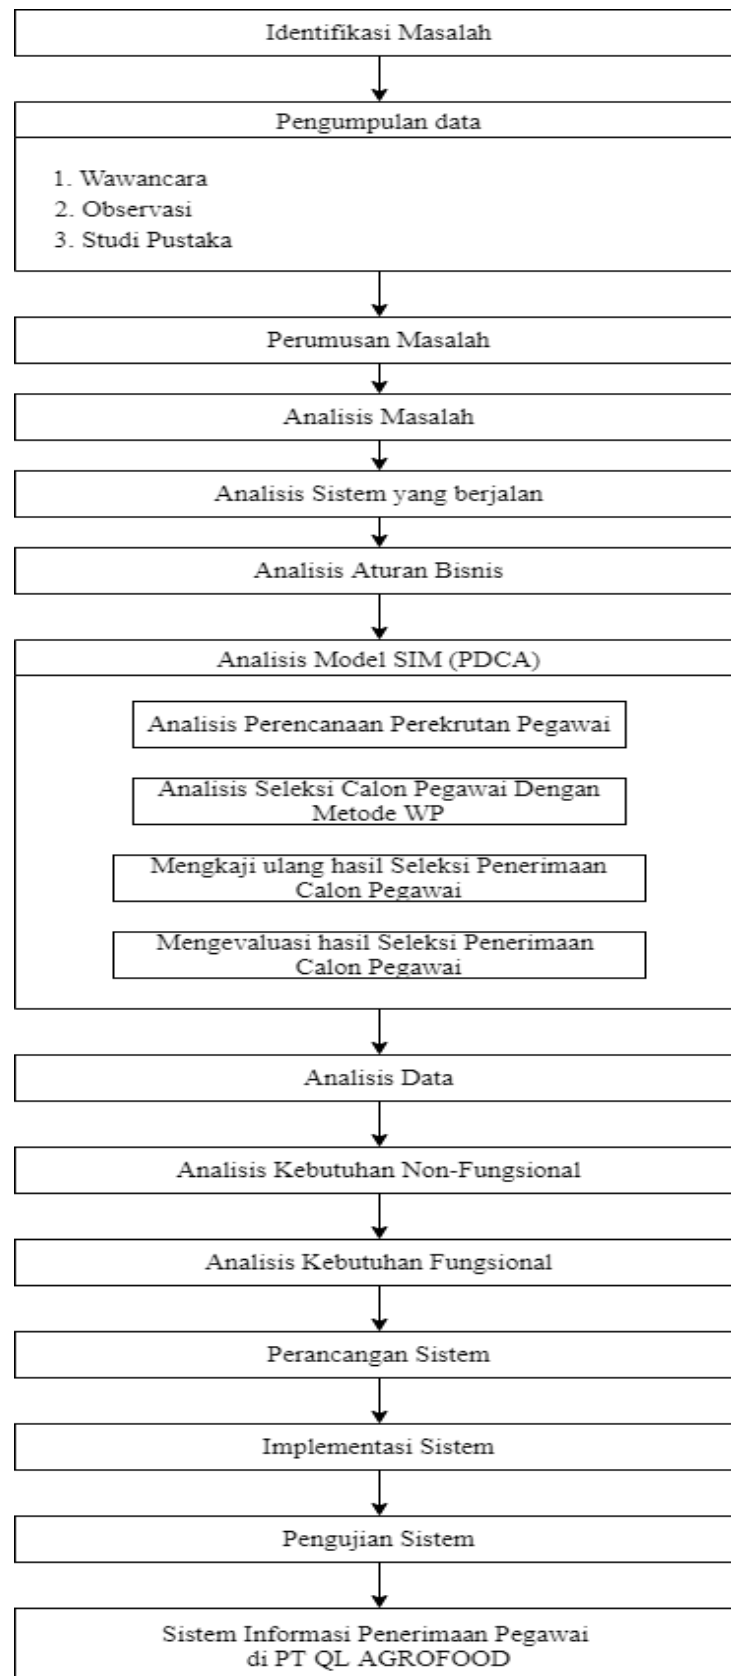 Identifikasi Masalah
Pengumpulan data
1. Wawancara
2. Observasi
3. Studi Pustaka
Perumusan Masalah
Analisis Masalah
Analisis Sistem yang berjalan
Analisis Aturan Bisnis
Analisis Model SIM (PDCA)
Analisis Perencanaan Perekrutan Pegawai
Analisis Seleksi Calon Pegawai Dengan
Metode WP
Mengkaji ulang hasil Seleksi Penerimaan
Calon Pegawai
Mengevaluasi hasil Seleksi Penerimaan
Calon Pegawai
Analisis Data
Analisis Kebutuhan Non-Fungsional
Analisis Kebutuhan Fungsional
Perancangan Sistem
Implementasi Sistem
Pengujian Sistem
Sistem Informasi Penerimaan Pegawai
di PT QL AGROFOOD